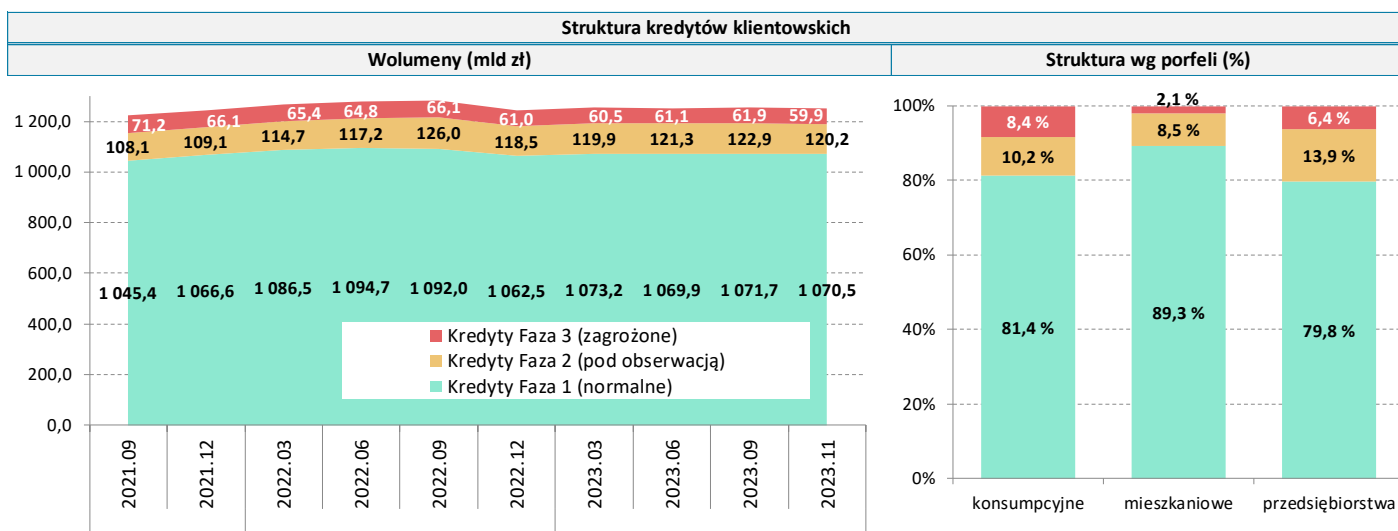 Struktura kredytów klientowskich
Wolumeny (mld zł)
1 200,0
1 000,0
800,0
600,0
400,0
200,0
0,0
71,2 66,1 65,4 64,8 66,1 61,0 60,5 61,1 61,9 59,9
108,1 109,1 114,7 117,2 126,0 118,5 119,9 121,3 122,9 120,2
1 045,4 1 066,6 1 086,5 1 094,7 1 092,0 1 062,5 1 073,2 1 069,9 1 071,7 1 070,5
Kredyty Faza 3 (zagrożone)
Kredyty Faza 2 (pod obserwacją)
Kredyty Faza 1 (normalne)
2021.09
2021.12
2022.03
2022.06
2022.09
2022.12
2023.03
2023.06
2023.09
2023.11
Struktura wg porfeli (%)
100%
80%
60%
40%
20%
0%
8,4 % 2,1 % 6,4 %
10,2 % 8,5 % 13,9 %
81,4 % 89,3 % 79,8 %
konsumpcyjne mieszkaniowe przedsiębiorstwa